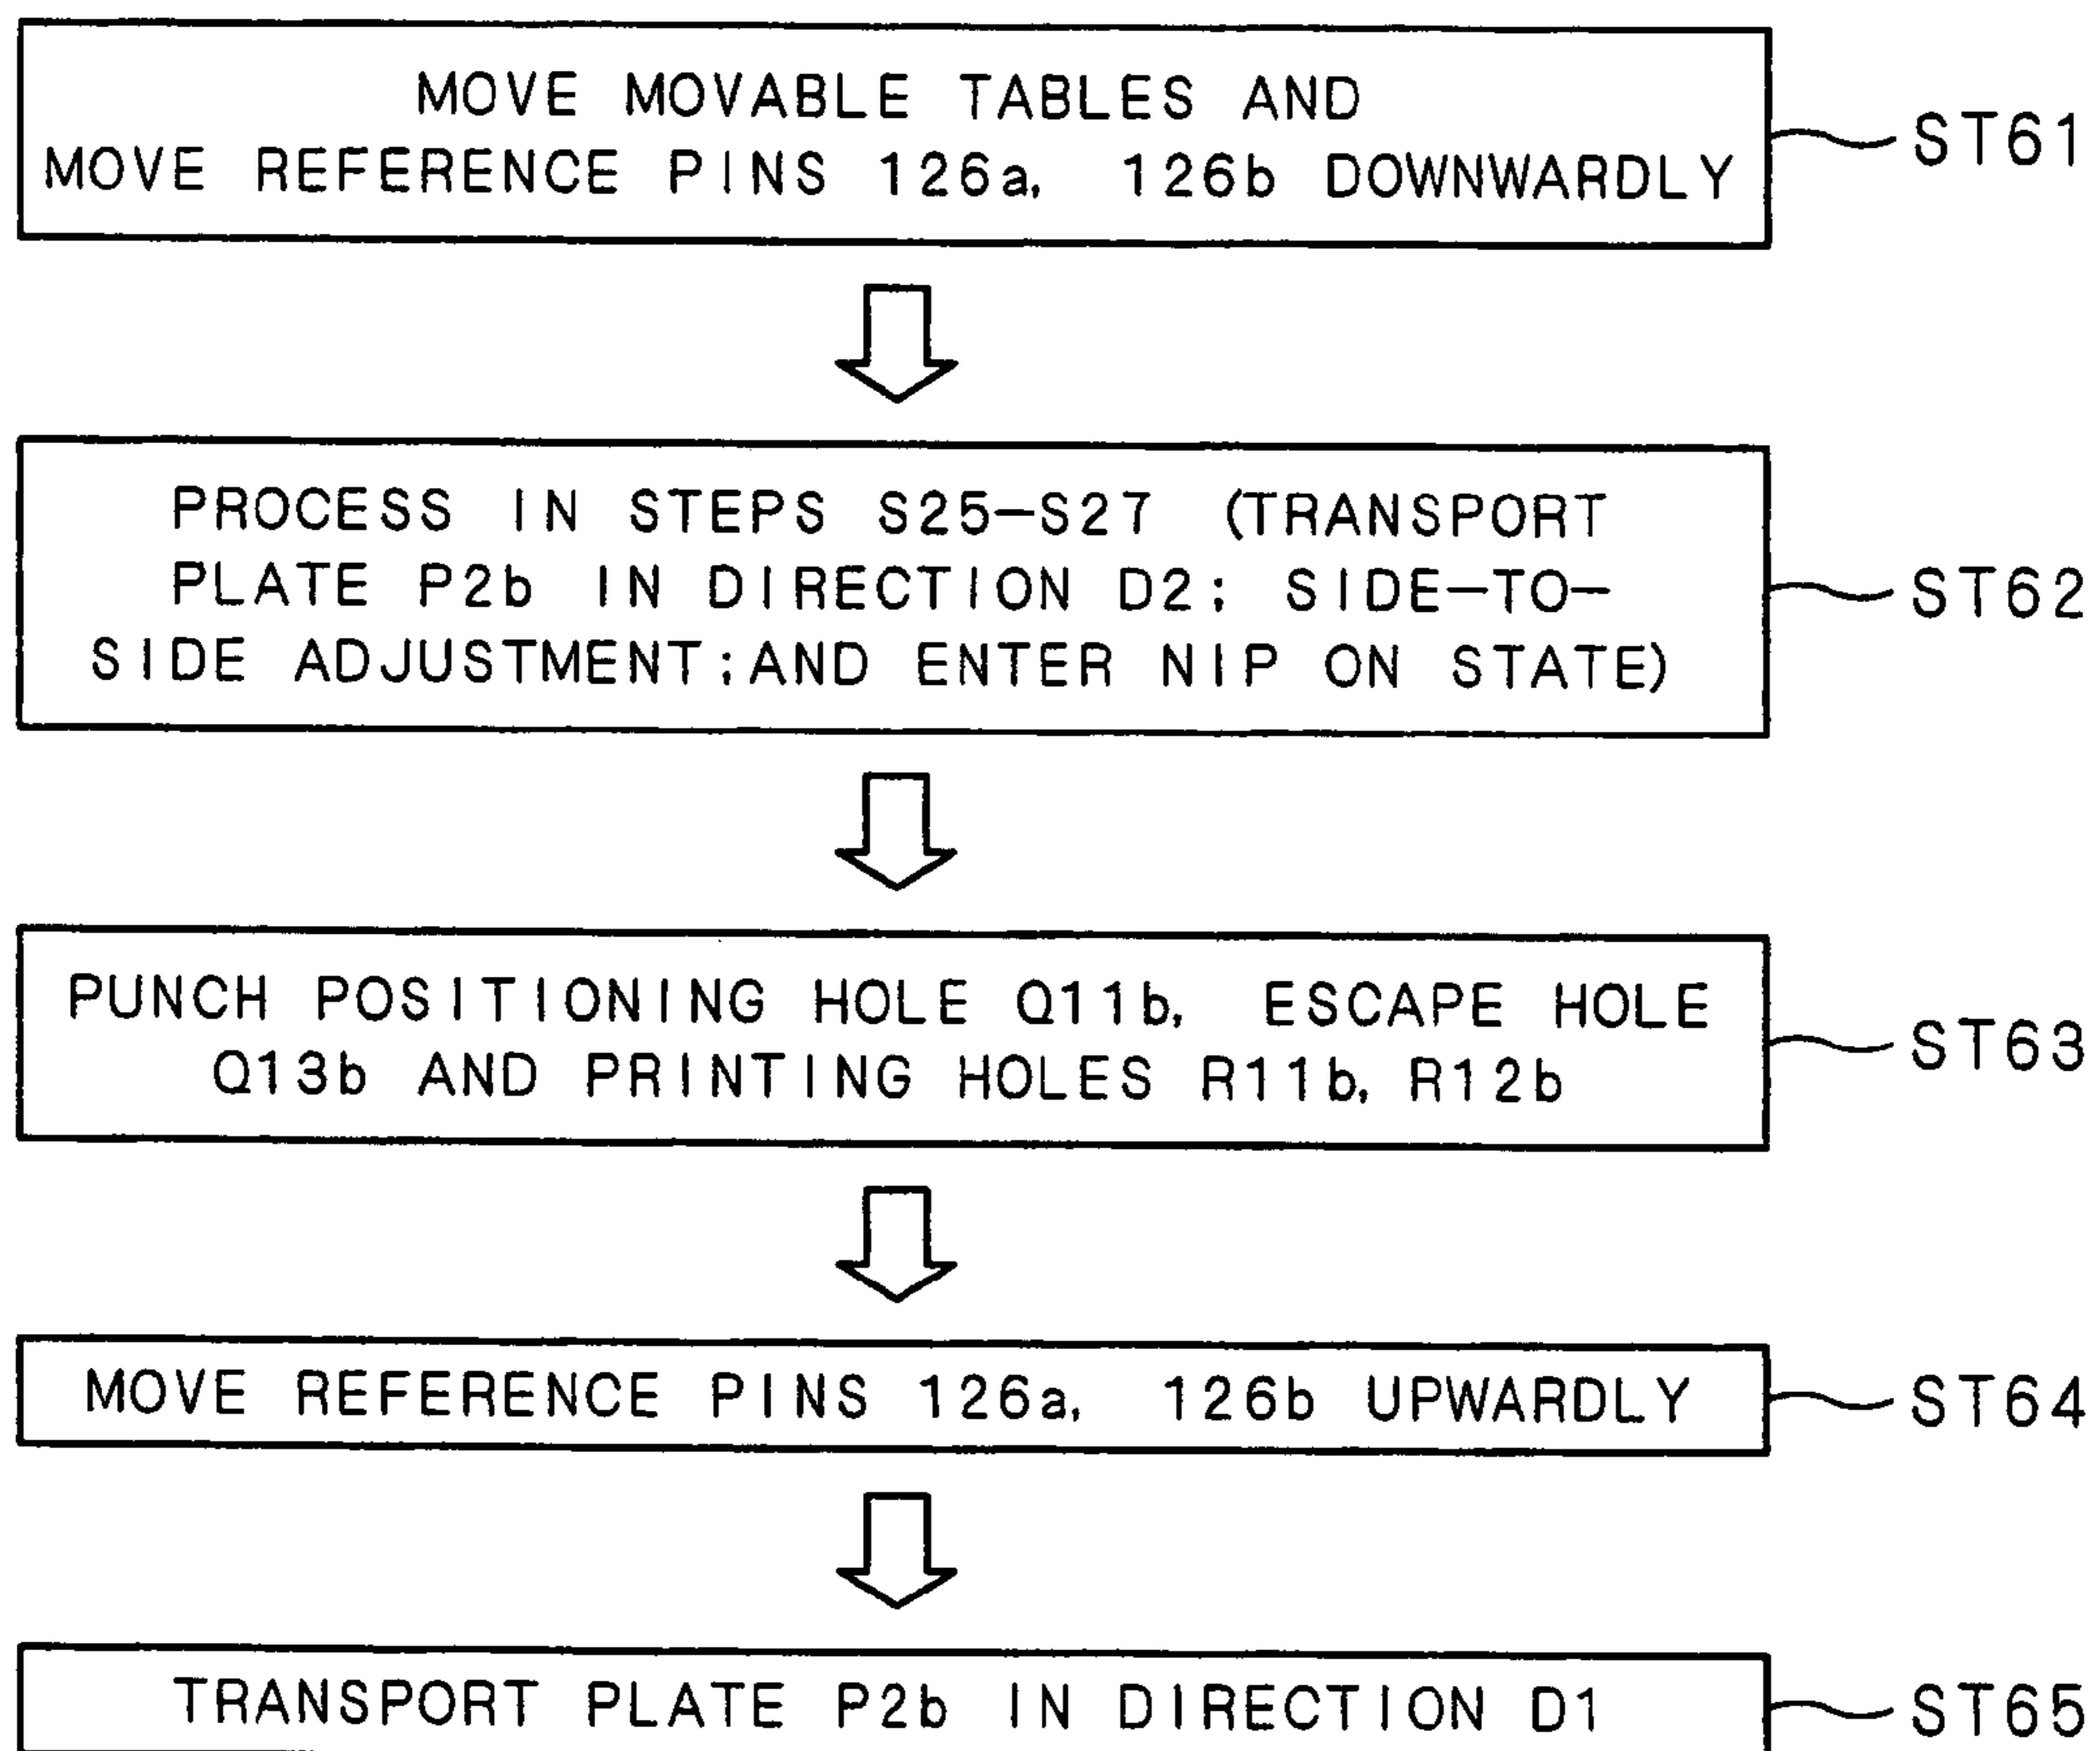 MOVE MOVABLE TABLES AND
MOVE REFERENCE PINS 126a, 126b DOWNWARDLY
ST61
PROCESS IN STEPS S25-S27 (TRANSPORT
PLATE P2b IN DIRECTION D2; SIDE-TO-
SIDE ADJUSTMENT;AND ENTER NIP ON STATE)
ST62
PUNCH POSITIONING HOLE Q11b, ESCAPE HOLE
Q13b AND PRINTING HOLES R11b, R12b
ST63
MOVE REFERENCE PINS 126a, 126b UPWARDLY
ST64
TRANSPORT PLATE P2b IN DIRECTION D1
ST65